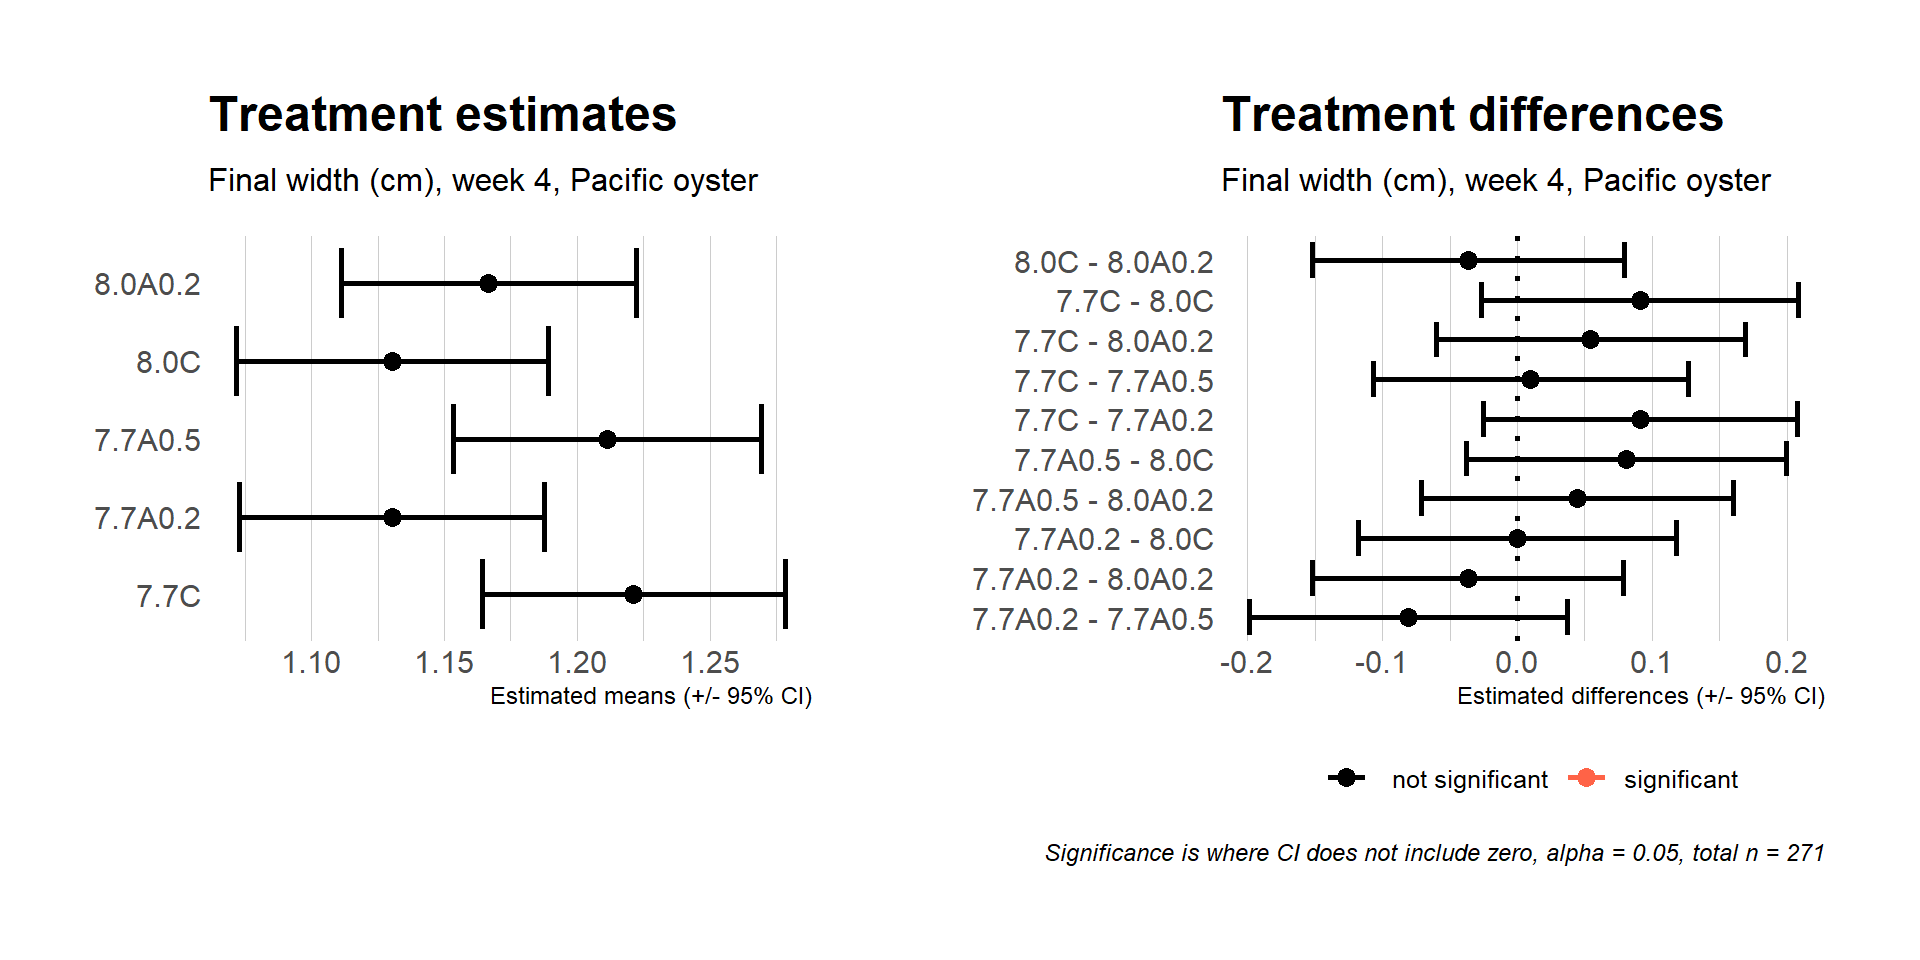 Treatment estimates
Final width (cm), week 4, Pacific oyster
8.0A0.2
8.0C
7.7A0.5
7.7A0.2
7.7C
1.10 1.15 1.20 1.25
Estimated means (+/- 95% CI)
Treatment differences
Final width (cm), week 4, Pacific oyster
8.0C - 8.0A0.2
7.7C - 8.0C
7.7C - 8.0A0.2
7.7C - 7.7A0.5
7.7C - 7.7A0.2
7.7A0.5 - 8.0C
7.7A0.5 - 8.0A0.2
7.7A0.2 - 8.0C
7.7A0.2 - 8.0A0.2
7.7A0.2 - 7.7A0.5
-0.2 -0.1 0.0 0.1 0.2
Estimated differences (+/- 95% CI)
not significant significant
Significance is where CI does not include zero, alpha = 0.05, total n = 271